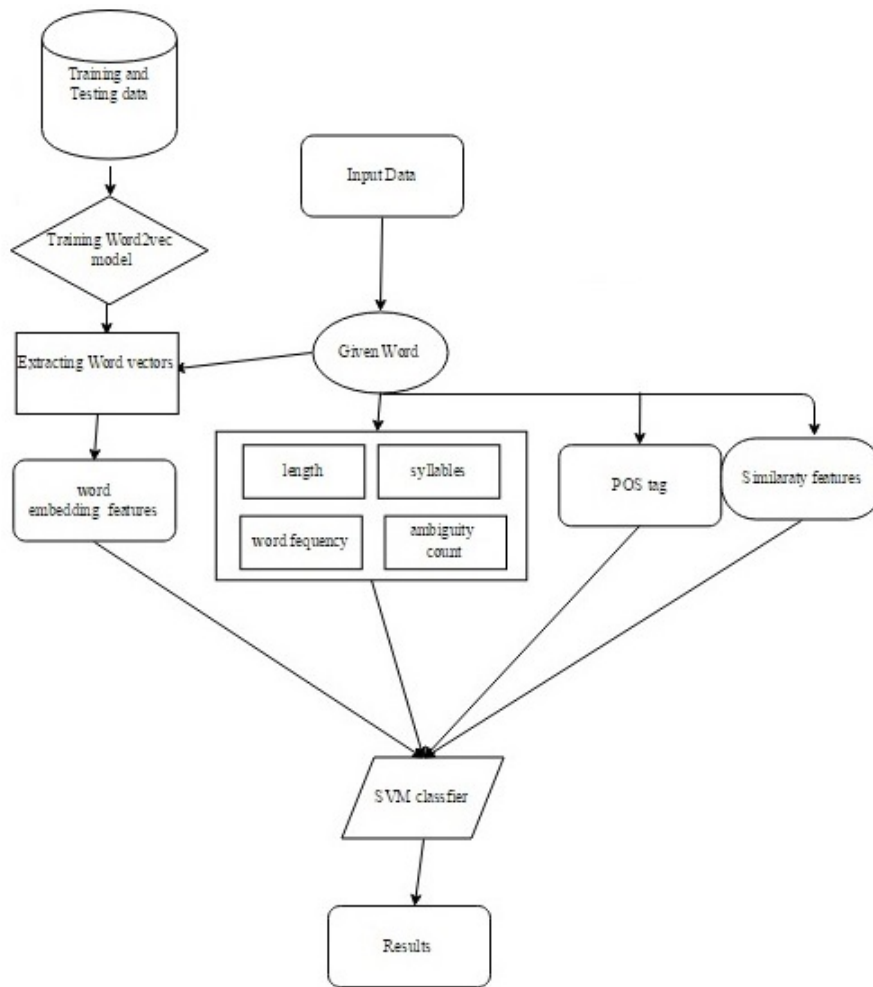 Training and
Testing data
Input Data
Training Word2vec
model
Given Word
Extracting Word vectors
length
syllables
POS tag
Similaraty features
word
embedding features
word fequency
ambiguity
count
SVM classfier
Results